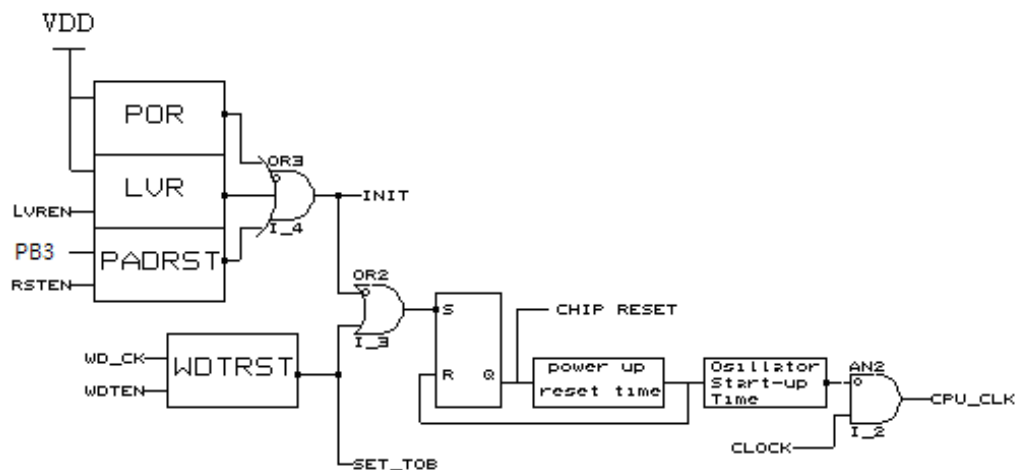 VDD
POR
OR3
LVR
INIT
LVREN
I_4
PB3
PADRST
RSTEN
OR2
S
CHIP RESET
WD_CK
WDTRST
I_3
WDTEN
R
Q
power up
reset time
Osillator
Start-up
Time
AN2
CPU_CLK
I_2
CLOCK
SET_TOB